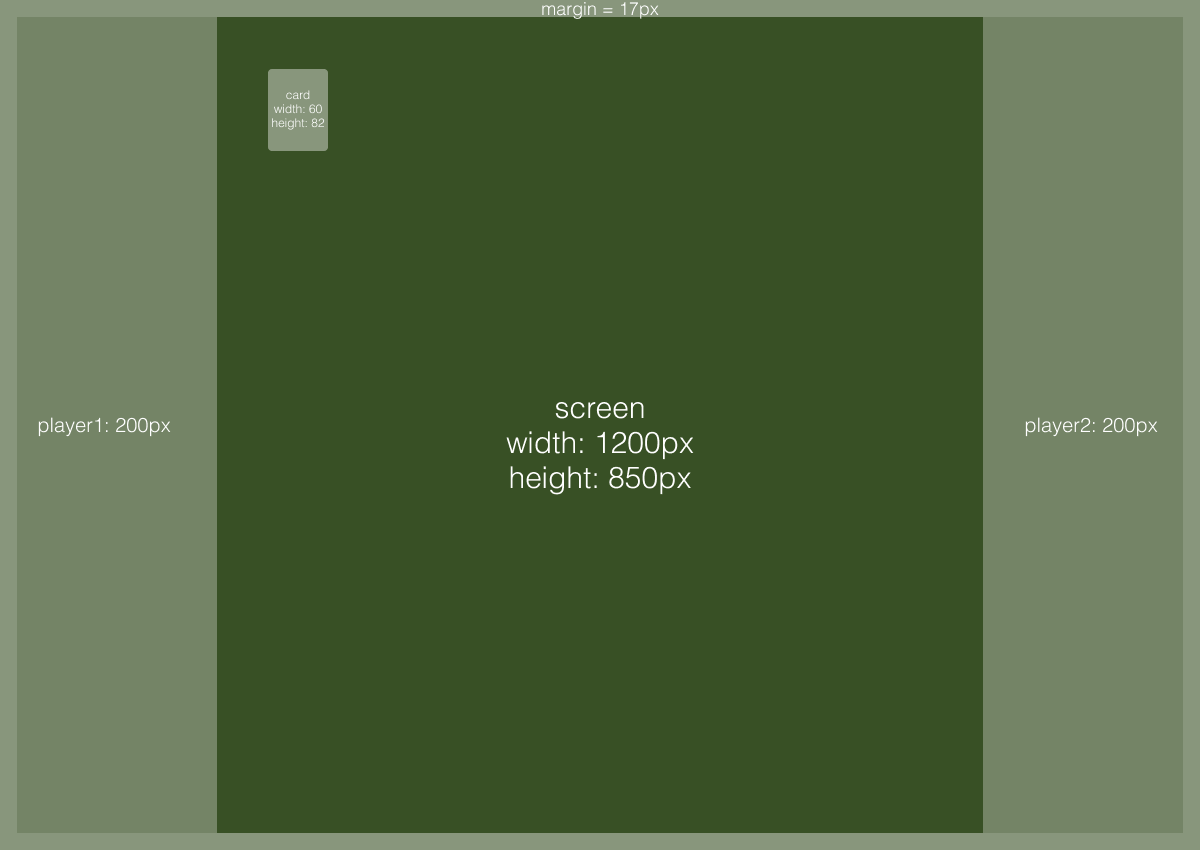 margin = 17px
card
width: 60
height: 82
player1: 200px
screen
width: 1200px
height: 850px
player2: 200px